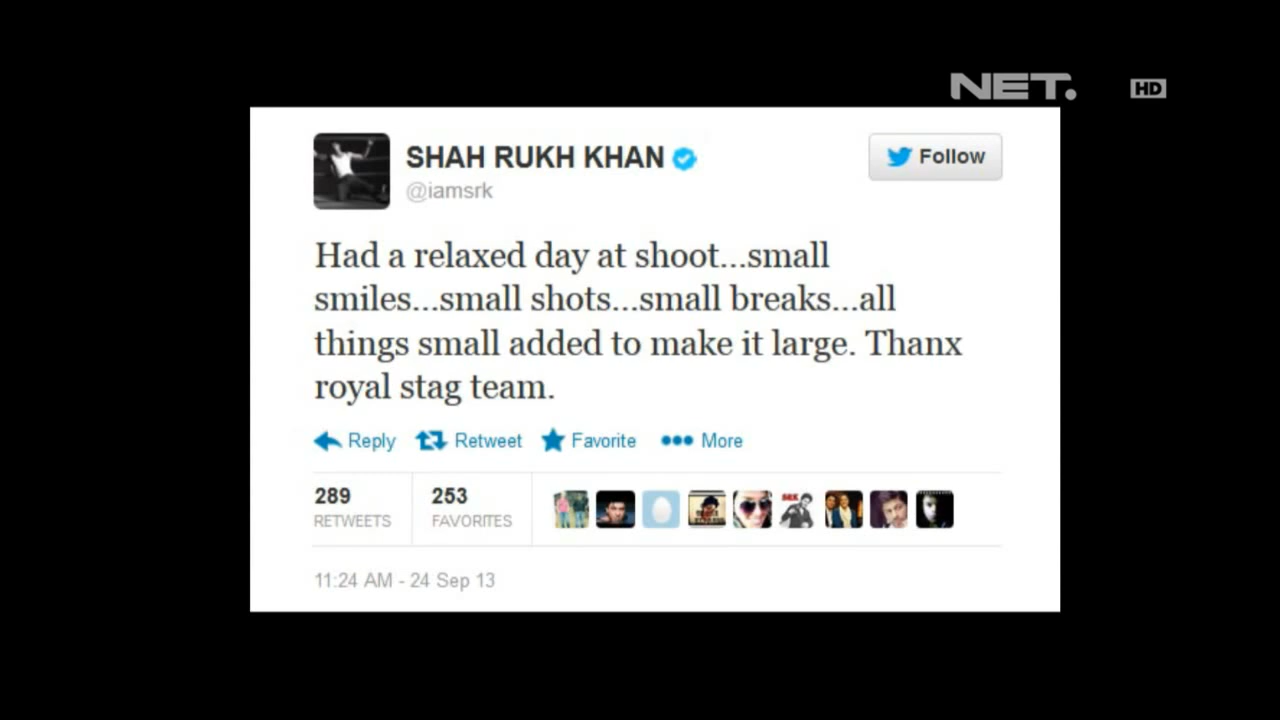 NET.
HD
SHAH RUKH KHAN
@iamsrk
Follow
Had a relaxed day at shoot...small
smiles...small shots...small breaks...all
things small added to make it large. Thanx
royal stag team.
Reply Retweet Favorite More
289 253
RETWEETS FAVORITES
11:24 AM - 24 Sep 13